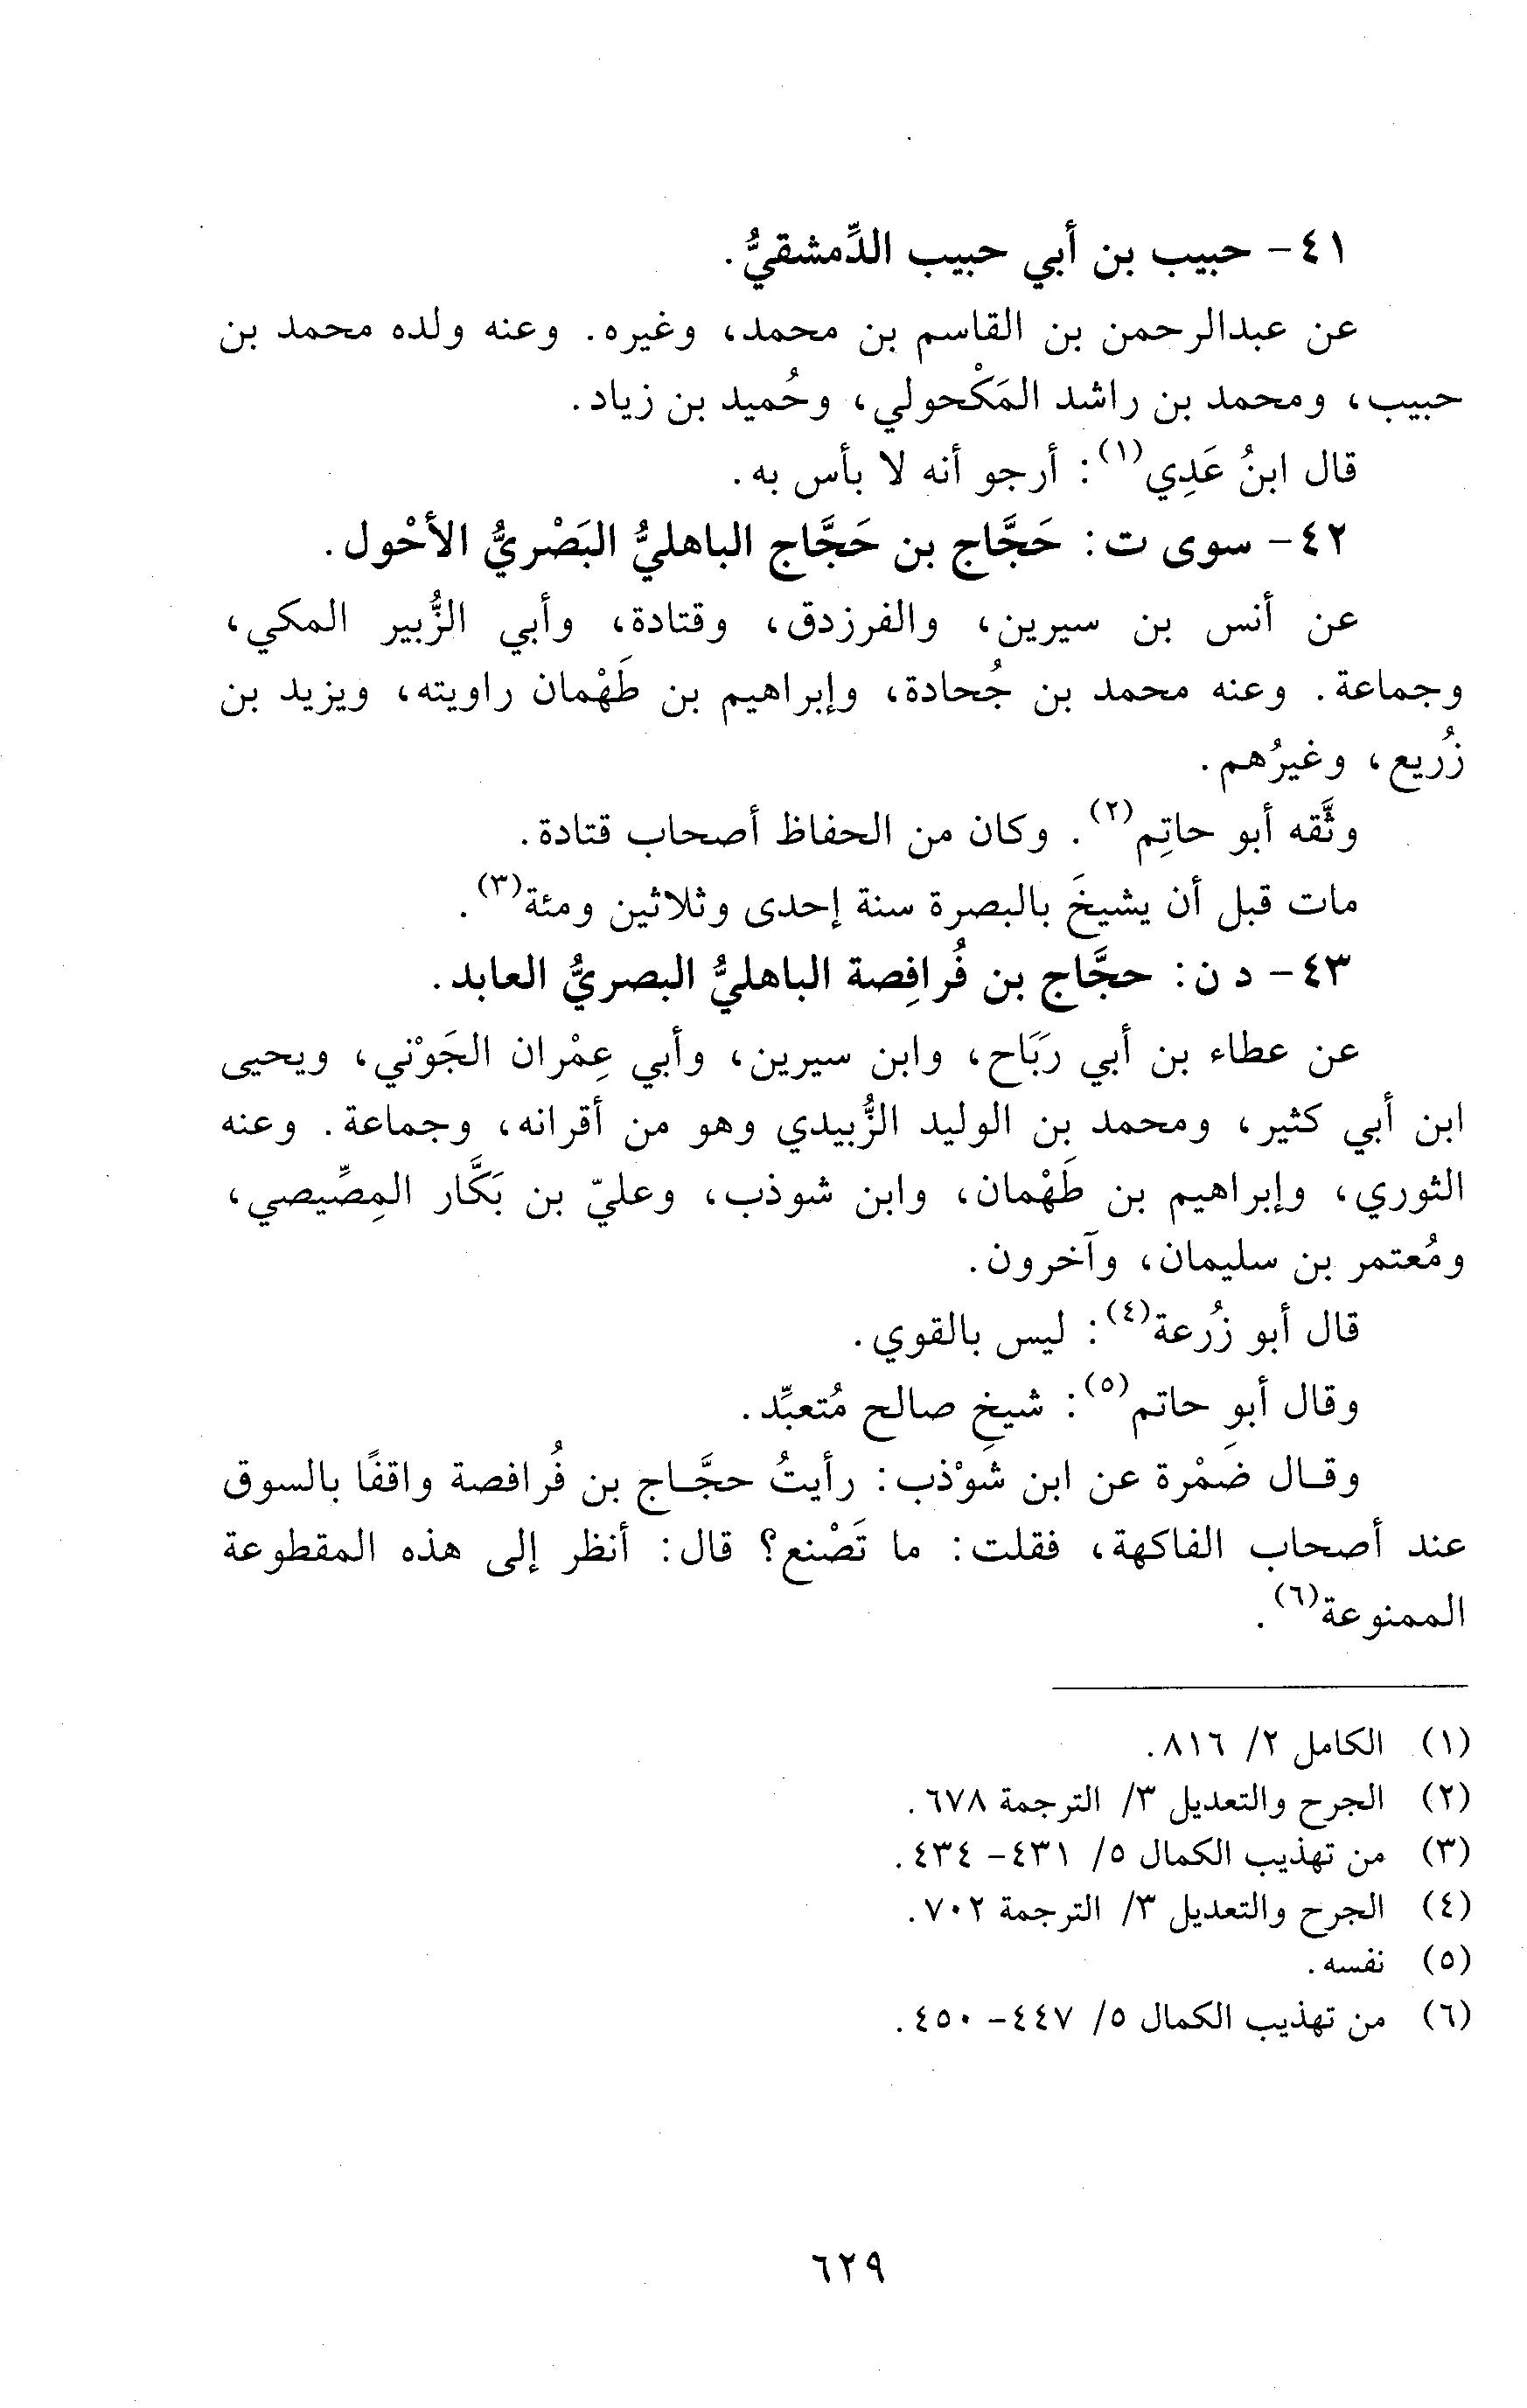 ٤١- حبيب بن أبي حبيب الدِّمشقيُّ.
عن عبدالرحمن بن القاسم بن محمد، وغيره. وعنه ولده محمد بن
حبيب، ومحمد بن راشد المَكْحولي، وحُميد بن زياد.
قال ابنُ عَدِي(١): أرجو أنه لا بأس به.
٤٢- سوى ت: حَجَّاج بن حَجَّاج الباهليُّ البَصْريُّ الأحْول.
عن أنس بن سيرين، والفرزدق، وقتادة، وأبي الزُّبير المكي،
وجماعة. وعنه محمد بن جُحادة، وإبراهيم بن طَهْمان راويته، ويزيد بن
زُريع، وغيرُهم.
وثَّقه أبو حاتِم(٢). وكان من الحفاظ أصحاب قتادة.
مات قبل أن يشيخَ بالبصرة سنة إحدى وثلاثين ومئة(٣).
٤٣- د ن: حجَّاج بن فُرافِصة الباهليُّ البصريُّ العابد.
عن عطاء بن أبي رَبَاح، وابن سيرين، وأبي عِمْران الجَوْني، ويحيى
ابن أبي كثير، ومحمد بن الوليد الزُّبيدي وهو من أقرانه، وجماعة. وعنه
الثوري، وإبراهيم بن طَهْمان، وابن شوذب، وعليّ بن بَكَّار المِصِّيصي،
ومُعتمر بن سليمان، وآخرون.
قال أبو زُرعة(٤): ليس بالقوي.
وقال أبو حاتم(٥): شيخ صالح مُتعبِّد.
وقال ضَمْرة عن ابن شَوْذب: رأيتُ حجَّاج بن فُرافصة واقفًا بالسوق
عند أصحاب الفاكهة، فقلت: ما تَصْنع؟ قال: أنظر إلى هذه المقطوعة
الممنوعة(٦).
(١) الكامل ٢/ ٨١٦.
(٢) الجرح والتعديل ٣/ الترجمة ٦٧٨.
(٣) من تهذيب الكمال ٥/ ٤٣١- ٤٣٤.
(٤) الجرح والتعديل ٣/ الترجمة ٧٠٢.
(٥) نفسه.
(٦) من تهذيب الكمال ٥/ ٤٤٧- ٤٥٠.
٦٢٩